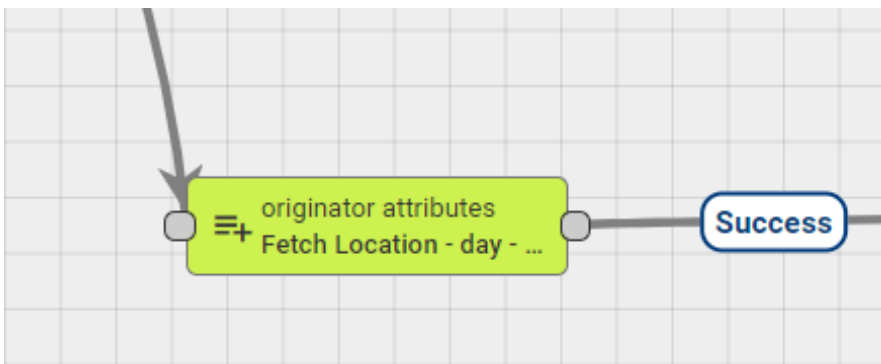 originator attributes
Fetch Location - day - ...
Success